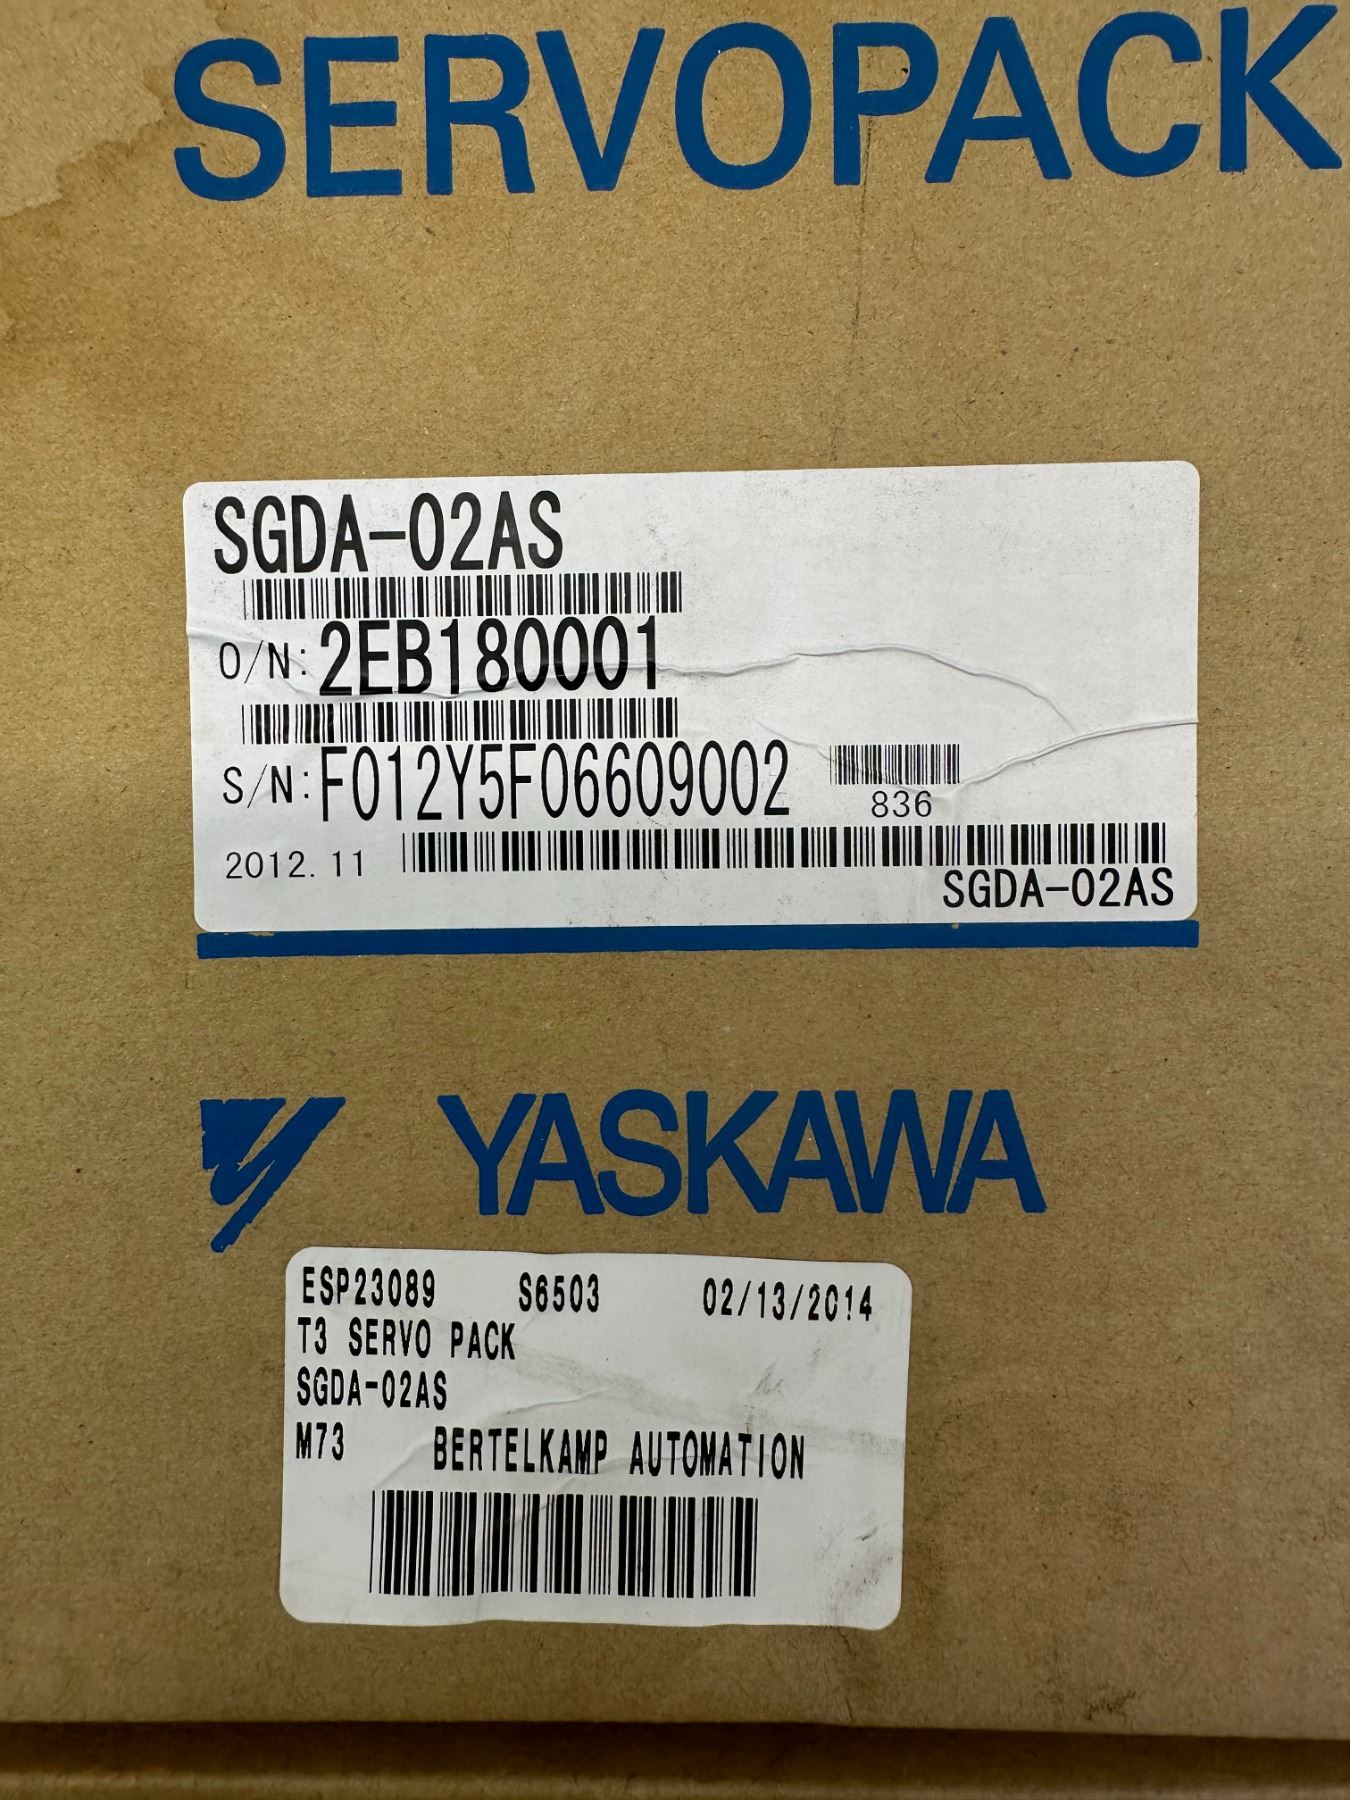 SERVOPACK
SGDA-02AS
O/N: 2EB180001
S/N: F012Y5F06609002
836
2012. 11
SGDA-02AS
YASKAWA
ESP23089 S6503 02/13/2014
T3 SERVO PACK
SGDA-02AS
M73 BERTELKAMP AUTOMATION